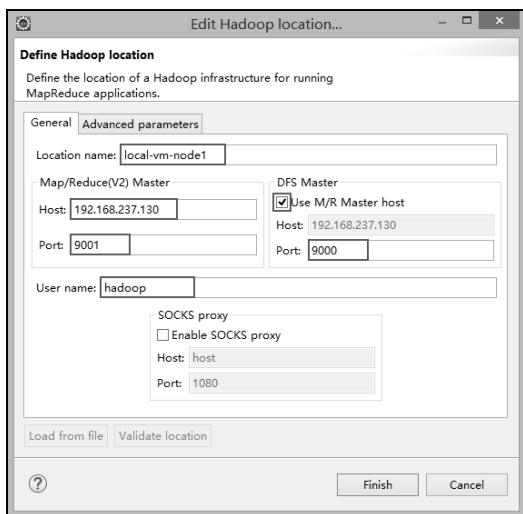 Edit Hadoop location...
Define Hadoop location
Define the location of a Hadoop infrastructure for running
MapReduce applications.
General
Advanced parameters
Location name: local-vm-node1
Map/Reduce(V2) Master
Host: 192.168.237.130
Port: 9001
DFS Master
Use M/R Master host
Host: 192.168.237.130
Port: 9000
User name: hadoop
SOCKS proxy
Enable SOCKS proxy
Host: host
Port: 1080
Load from file
Validate location
?
Finish
Cancel